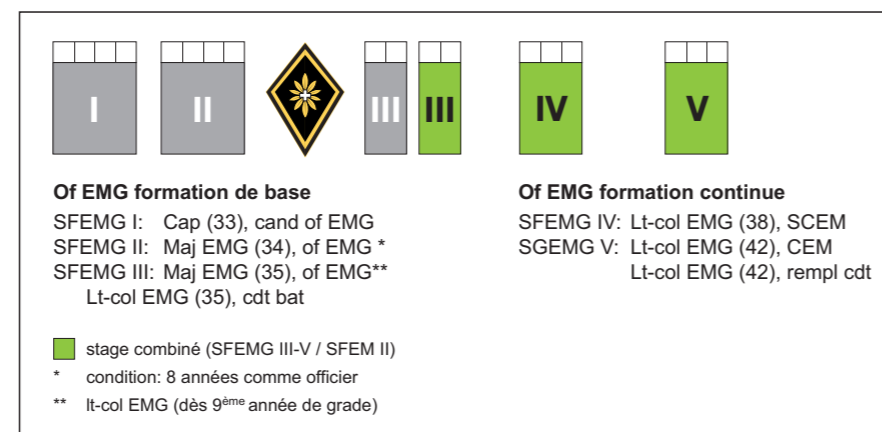 I II III III IV V
Of EMG formation de base
SFEMG I: Cap (33), cand of EMG
SFEMG II: Maj EMG (34), of EMG *
SFEMG III: Maj EMG (35), of EMG**
Lt-col EMG (35), cdt bat
Of EMG formation continue
SFEMG IV: Lt-col EMG (38), SCEM
SGEMG V: Lt-col EMG (42), CEM
Lt-col EMG (42), rempl cdt
stage combiné (SFEMG III-V / SFEM II)
* condition: 8 années comme officier
** lt-col EMG (dès 9ème année de grade)